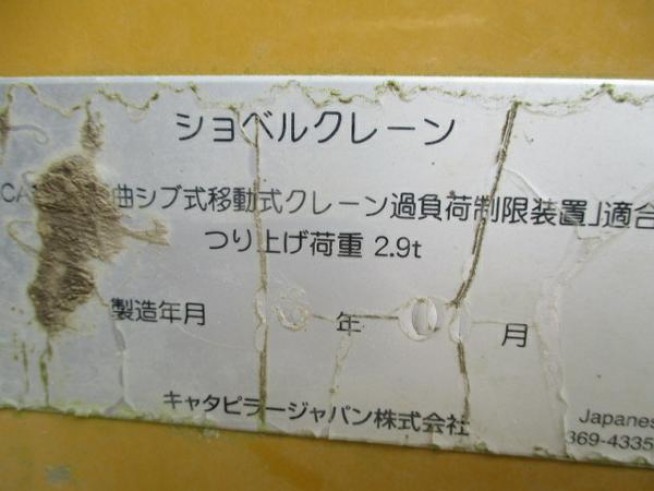 ショベルクレーン
CA 曲ジブ式移動式クレーン過負荷制限装置」適合
つり上げ荷重 2.9t
製造年月 年 月
キャタピラージャパン株式会社
Japanes
369-4335